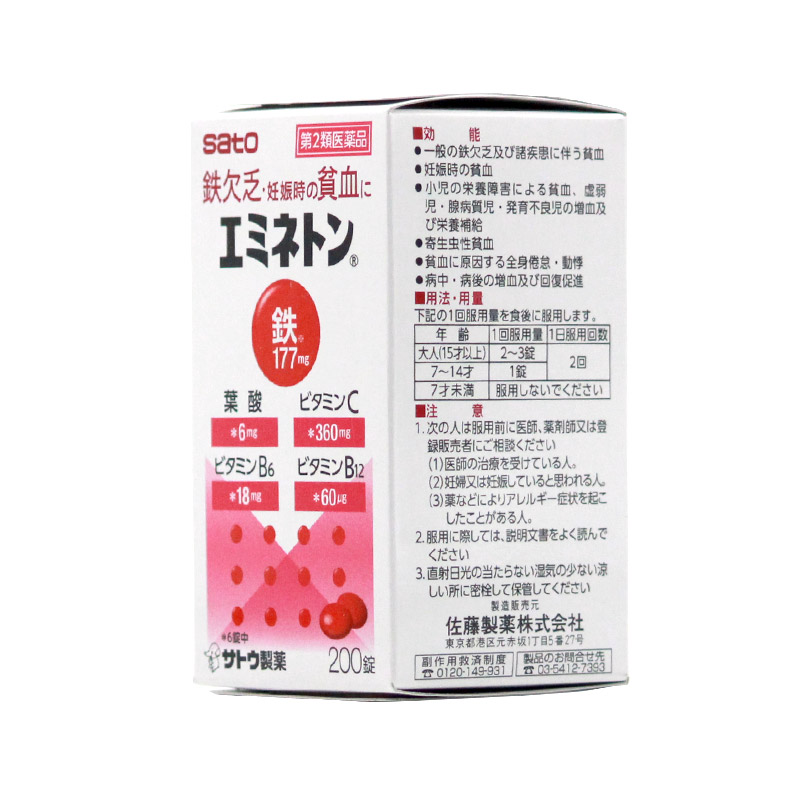 sato
第2類医薬品
鉄欠乏・妊娠時の貧血に
エミネトン®
鉄※
177mg
葉酸
*6mg
ビタミンC
*360mg
ビタミンB6
*18mg
ビタミンB12
*60μg
*6錠中
サトウ製薬
200錠
■効 能
●一般の鉄欠乏及び諸疾患に伴う貧血
●妊娠時の貧血
●小児の栄養障害による貧血、虚弱
児・腺病質児・発育不良児の増血及
び栄養補給
●寄生虫性貧血
●貧血に原因する全身倦怠・動悸
●病中・病後の増血及び回復促進
■用法・用量
下記の1回服用量を食後に服用します。
年 齢 1回服用量 1日服用回数
大人(15才以上) 2〜3錠 2回
7〜14才 1錠
7才未満 服用しないでください
■注 意
1.次の人は服用前に医師、薬剤師又は登
録販売者にご相談ください
(1)医師の治療を受けている人。
(2)妊婦又は妊娠していると思われる人。
(3)薬などによりアレルギー症状を起こ
したことがある人。
2.服用に際しては、説明文書をよく読んで
ください
3.直射日光の当たらない湿気の少ない涼
しい所に密栓して保管してください
製造販売元
佐藤製薬株式会社
東京都港区元赤坂1丁目5番27号
副作用救済制度
☎0120-149-931
製品のお問合せ先
☎03-5412-7393